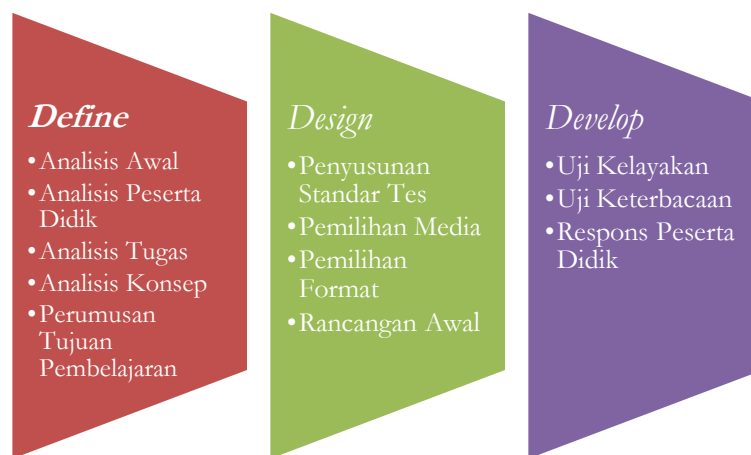 Define
•Analisis Awal
•Analisis Peserta
Didik
•Analisis Tugas
•Analisis Konsep
•Perumusan
Tujuan
Pembelajaran
Design
•Penyusunan
Standar Tes
•Pemilihan Media
•Pemilihan
Format
•Rancangan Awal
Develop
•Uji Kelayakan
•Uji Keterbacaan
•Respons Peserta
Didik